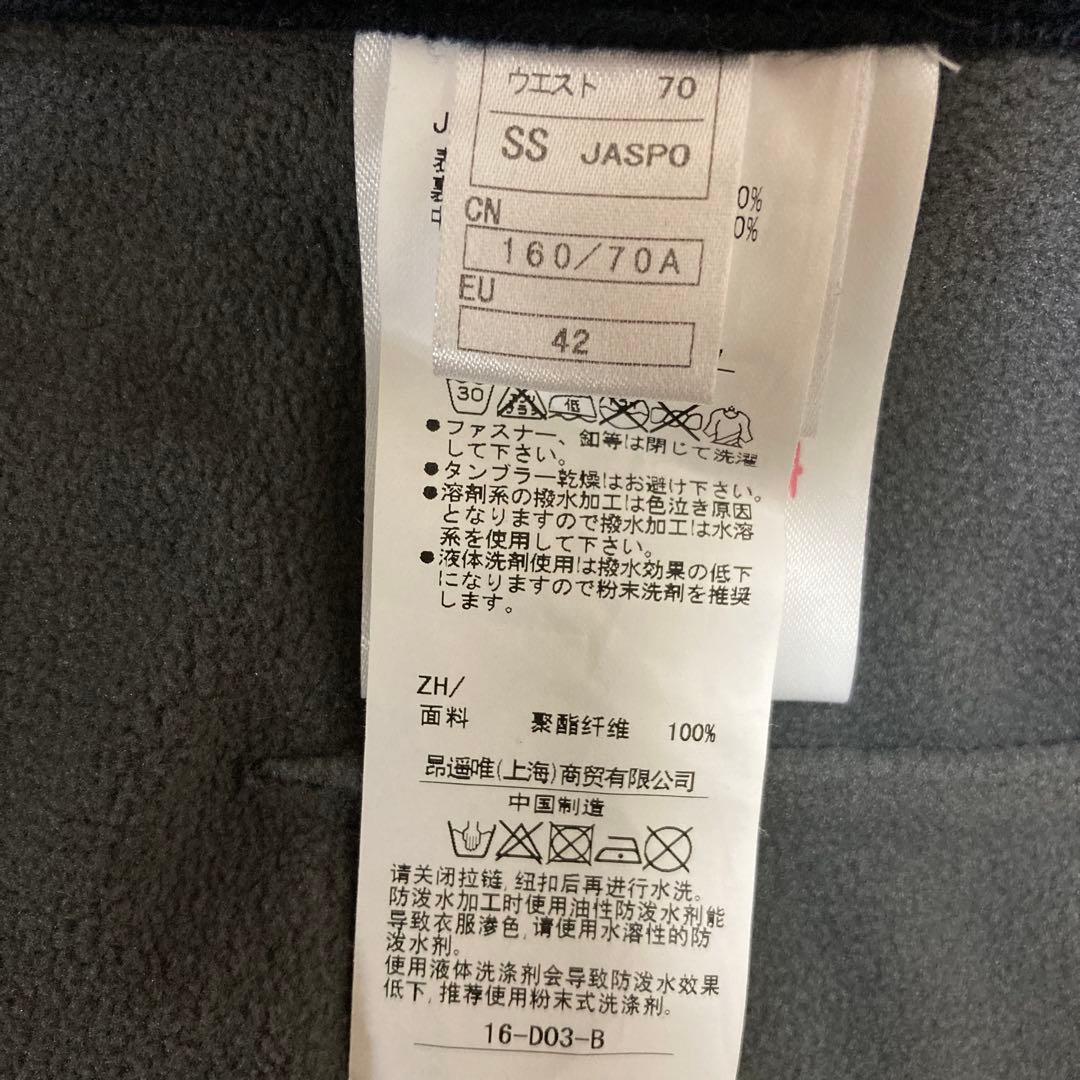 ウエスト 70
SS JASPO
CN
160/70A
EU
42
J
表
裏
0%
0%
30
低
●ファスナー、釦等は閉じて洗濯
して下さい。
●タンブラー乾燥はお避け下さい。
●溶剤系の撥水加工は色泣き原因
となりますので撥水加工は水溶
系を使用して下さい。
●液体洗剤使用は撥水効果の低下
になりますので粉末洗剤を推奨
します。
ZH/
面料 聚酯纤维 100%
昂遥唯(上海)商贸有限公司
中国制造
请关闭拉链,纽扣后再进行水洗。
防泼水加工时使用油性防泼水剂能
导致衣服渗色,请使用水溶性的防
泼水剂.
使用液体洗涤剂会导致防泼水效果
低下,推荐使用粉末式洗涤剂.
16-D03-B